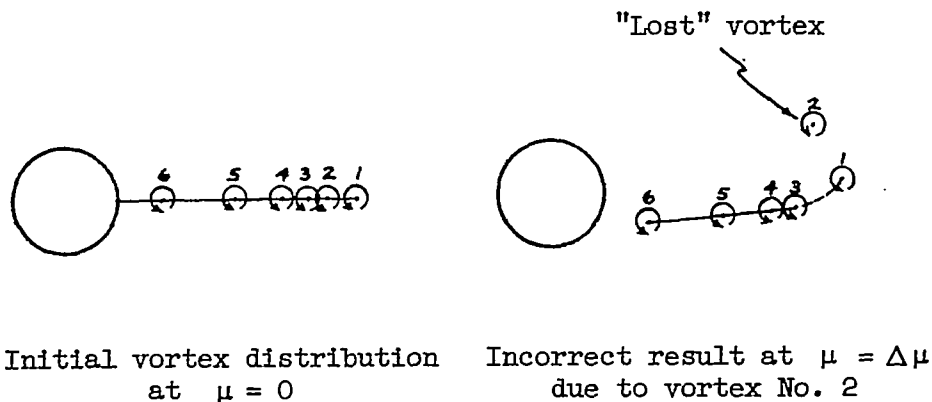 "Lost" vortex
2
6 5 4 3 2 1
1
6 5 4 3
Initial vortex distribution
at μ = 0
Incorrect result at μ = Δμ
due to vortex No. 2